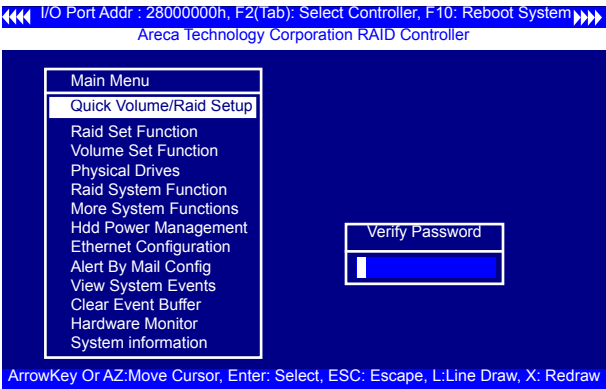 I/O Port Addr : 28000000h, F2(Tab): Select Controller, F10: Reboot System
Areca Technology Corporation RAID Controller
Main Menu
Quick Volume/Raid Setup
Raid Set Function
Volume Set Function
Physical Drives
Raid System Function
More System Functions
Hdd Power Management
Ethernet Configuration
Alert By Mail Config
View System Events
Clear Event Buffer
Hardware Monitor
System information
Verify Password
ArrowKey Or AZ:Move Cursor, Enter: Select, ESC: Escape, L:Line Draw, X: Redraw